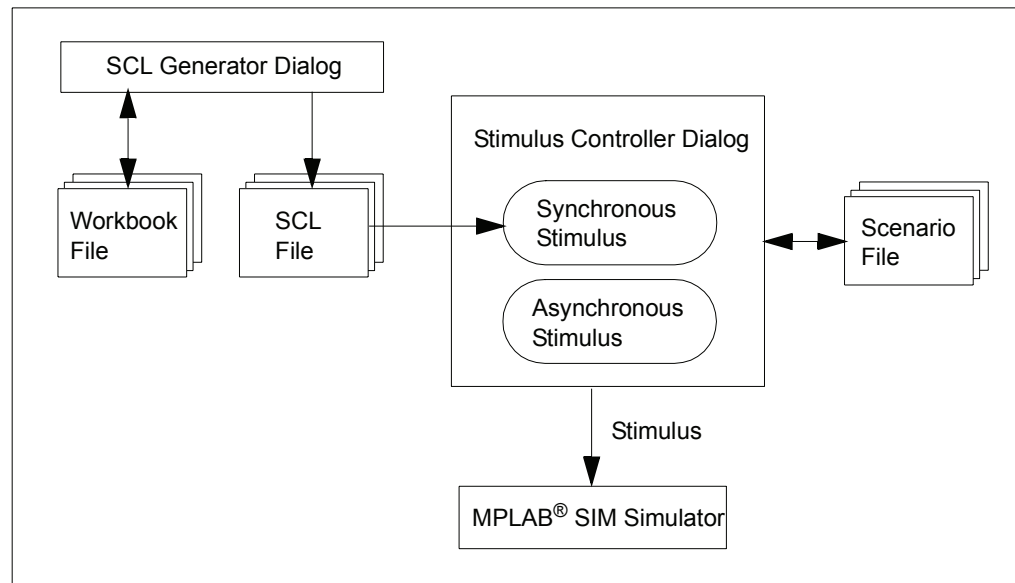 SCL Generator Dialog
Workbook
File
SCL
File
Stimulus Controller Dialog
Synchronous
Stimulus
Asynchronous
Stimulus
Scenario
File
Stimulus
MPLAB® SIM Simulator